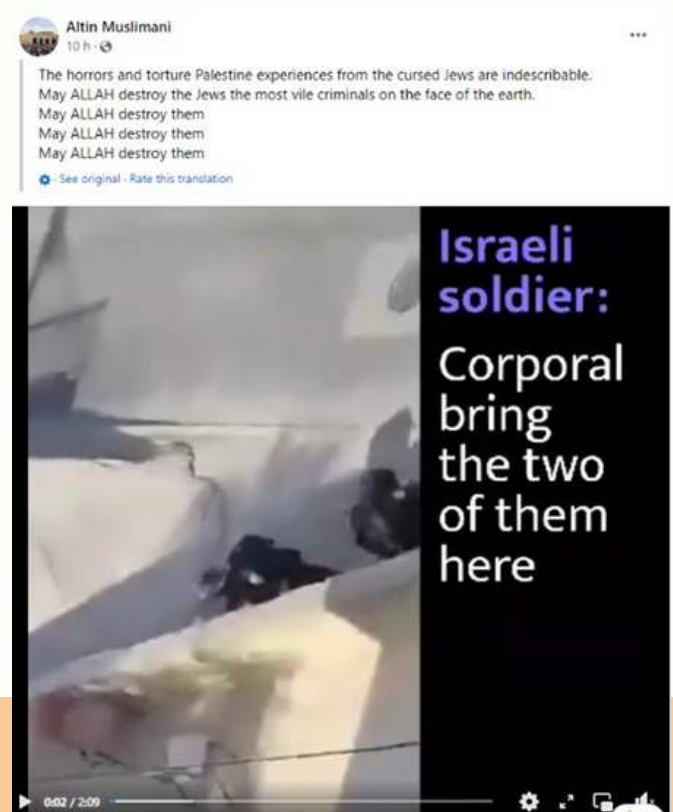 Altin Muslimani
10 h ·
The horrors and torture Palestine experiences from the cursed Jews are indescribable.
May ALLAH destroy the Jews the most vile criminals on the face of the earth.
May ALLAH destroy them
May ALLAH destroy them
May ALLAH destroy them
· See original · Rate this translation
Israeli
soldier:
Corporal
bring
the two
of them
here
0:02 / 2:09